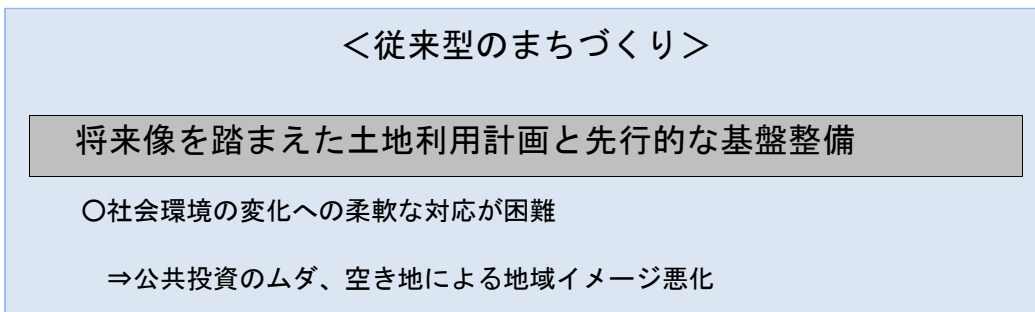 ＜従来型のまちづくり＞
将来像を踏まえた土地利用計画と先行的な基盤整備
○社会環境の変化への柔軟な対応が困難
⇒公共投資のムダ、空き地による地域イメージ悪化